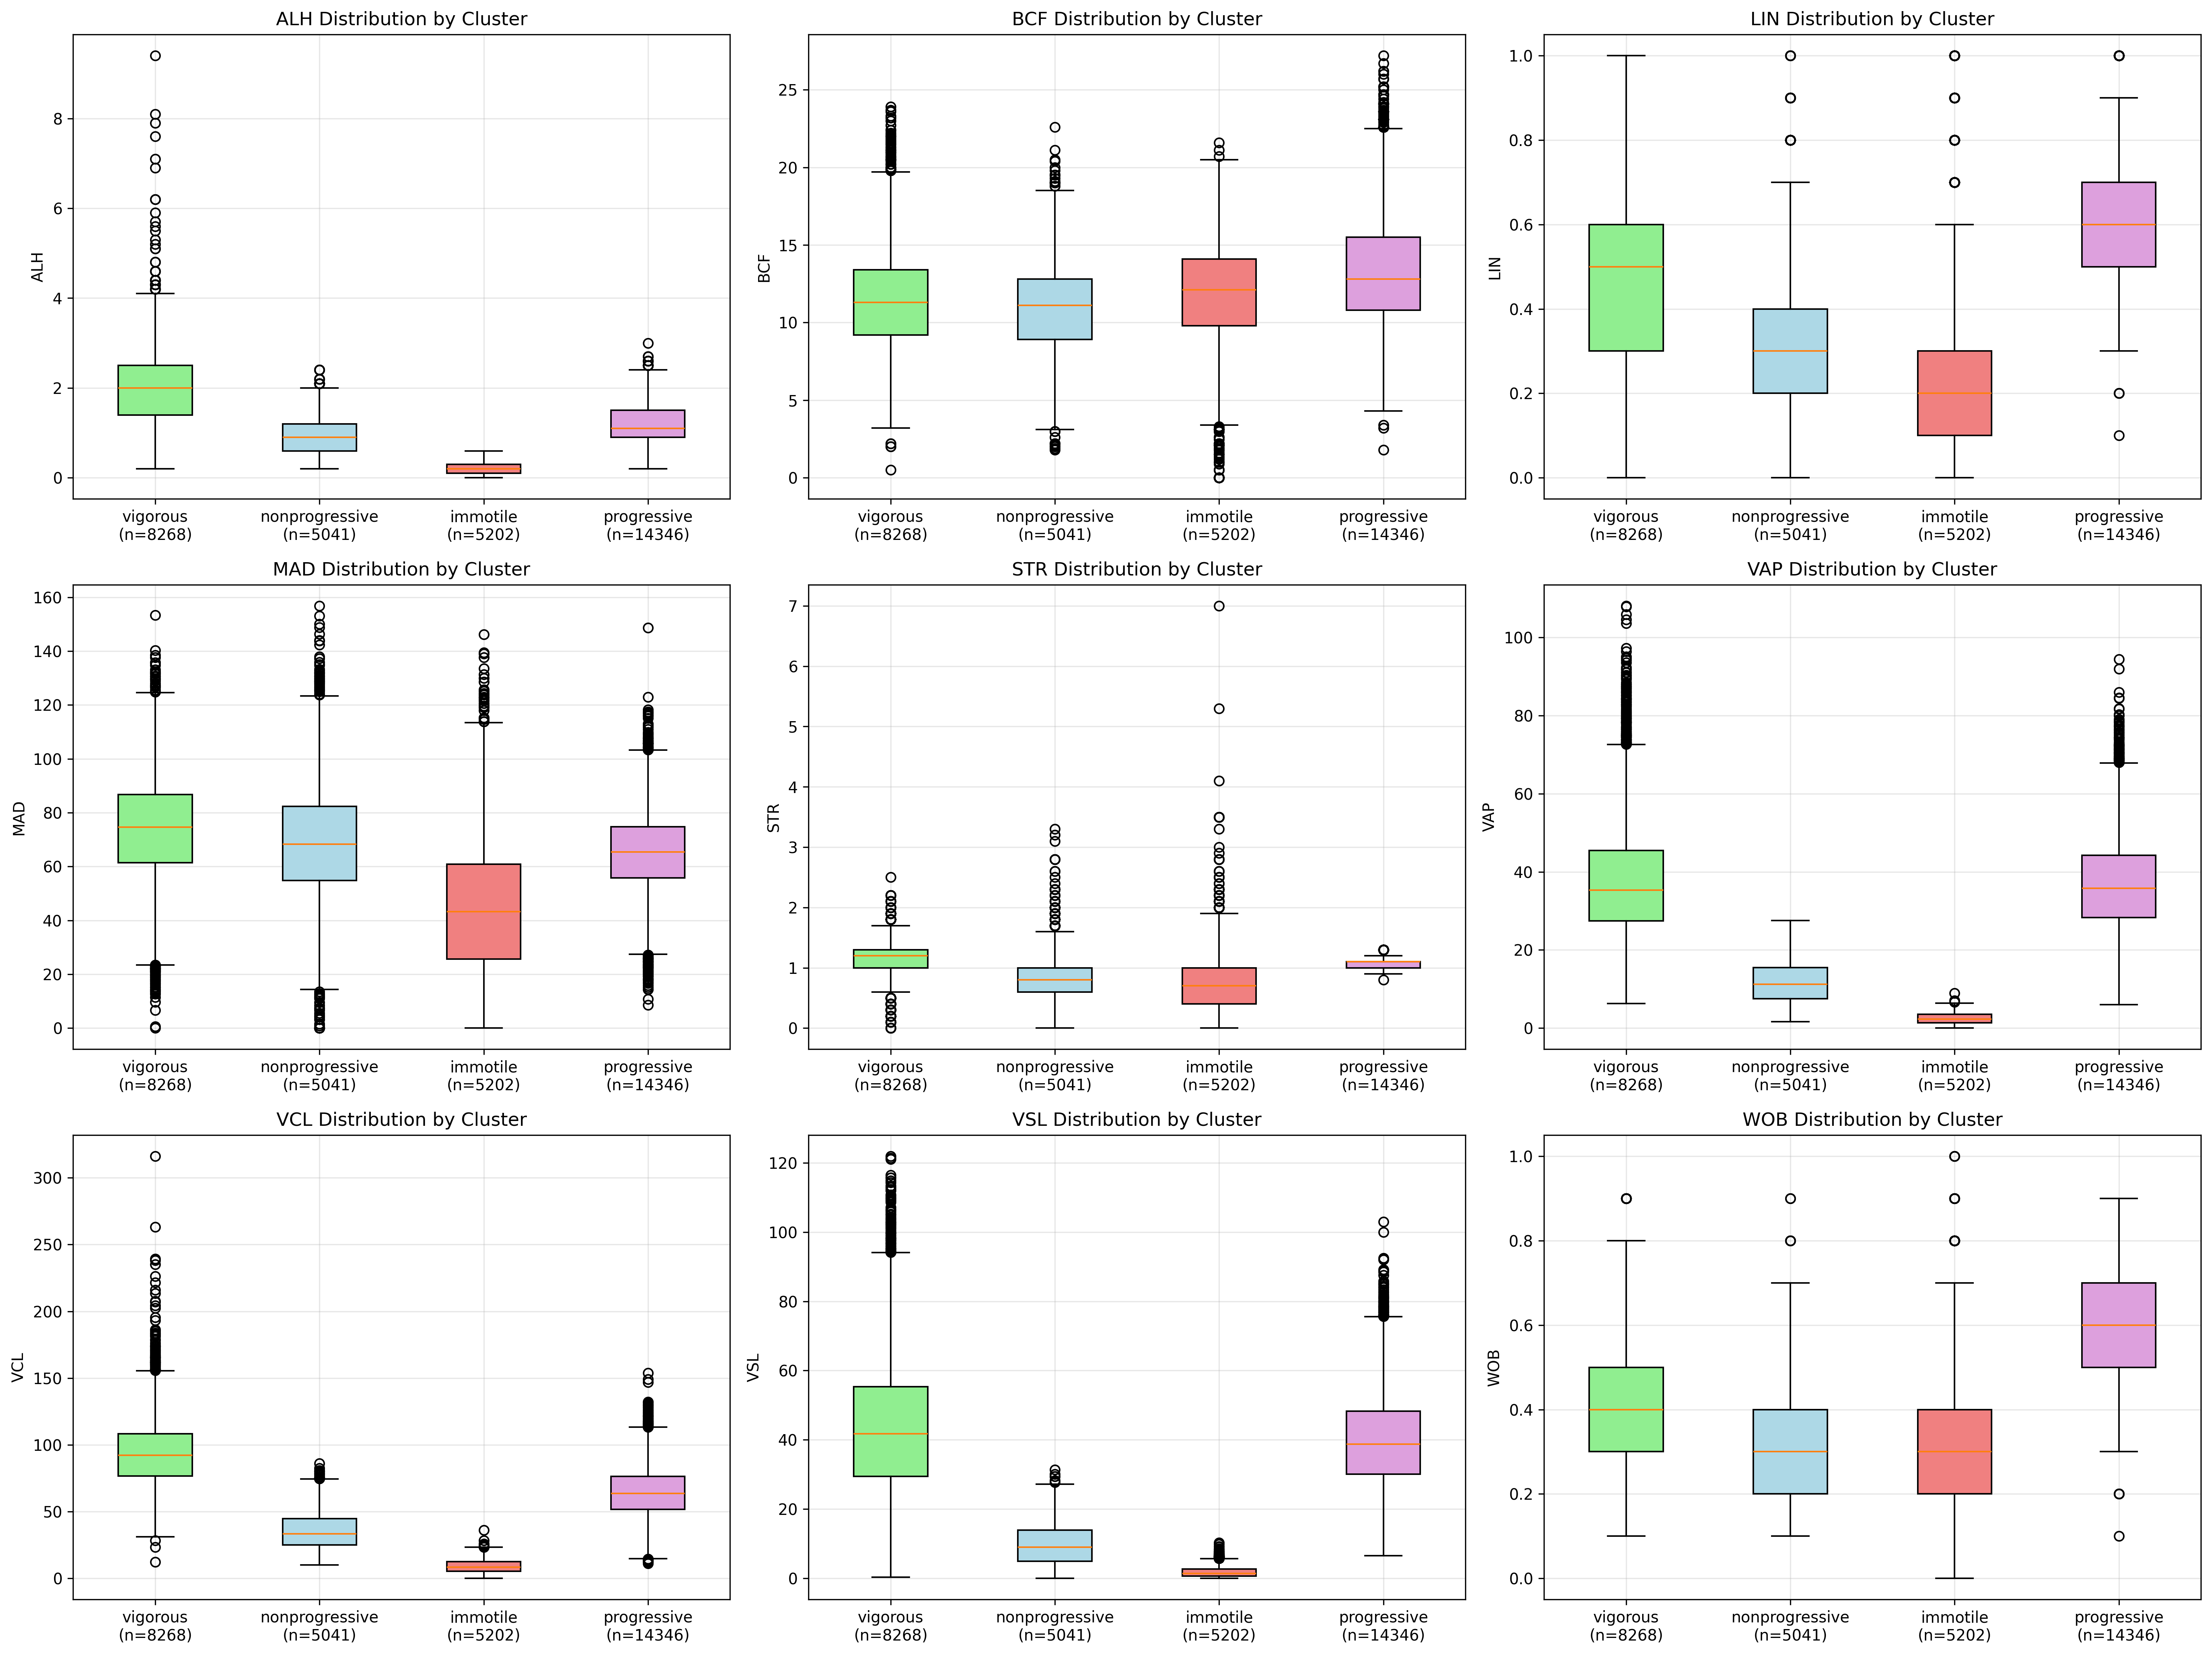 ALH Distribution by Cluster
ALH
8
6
4
2
0
vigorous
(n=8268)
nonprogressive
(n=5041)
immotile
(n=5202)
progressive
(n=14346)
BCF Distribution by Cluster
BCF
25
20
15
10
5
0
vigorous
(n=8268)
nonprogressive
(n=5041)
immotile
(n=5202)
progressive
(n=14346)
LIN Distribution by Cluster
LIN
1.0
0.8
0.6
0.4
0.2
0.0
vigorous
(n=8268)
nonprogressive
(n=5041)
immotile
(n=5202)
progressive
(n=14346)
MAD Distribution by Cluster
MAD
160
140
120
100
80
60
40
20
0
vigorous
(n=8268)
nonprogressive
(n=5041)
immotile
(n=5202)
progressive
(n=14346)
STR Distribution by Cluster
STR
7
6
5
4
3
2
1
0
vigorous
(n=8268)
nonprogressive
(n=5041)
immotile
(n=5202)
progressive
(n=14346)
VAP Distribution by Cluster
VAP
100
80
60
40
20
0
vigorous
(n=8268)
nonprogressive
(n=5041)
immotile
(n=5202)
progressive
(n=14346)
VCL Distribution by Cluster
VCL
300
250
200
150
100
50
0
vigorous
(n=8268)
nonprogressive
(n=5041)
immotile
(n=5202)
progressive
(n=14346)
VSL Distribution by Cluster
VSL
120
100
80
60
40
20
0
vigorous
(n=8268)
nonprogressive
(n=5041)
immotile
(n=5202)
progressive
(n=14346)
WOB Distribution by Cluster
WOB
1.0
0.8
0.6
0.4
0.2
0.0
vigorous
(n=8268)
nonprogressive
(n=5041)
immotile
(n=5202)
progressive
(n=14346)